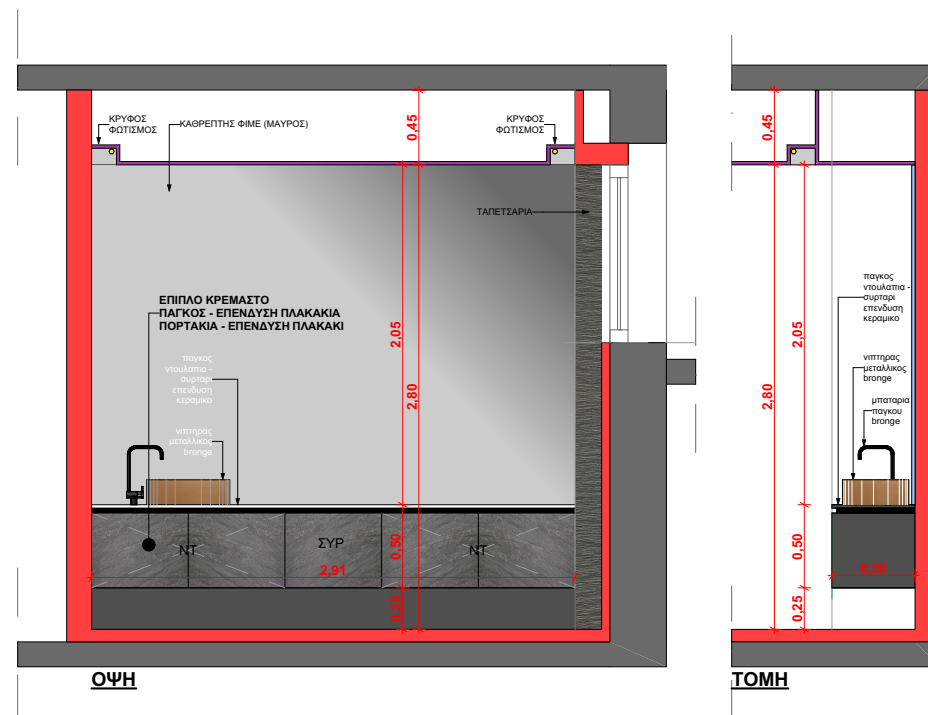 ΚΡΥΦΟΣ
ΦΩΤΙΣΜΟΣ
ΚΑΘΡΕΠΤΗΣ ΦΙΜΕ (ΜΑΥΡΟΣ)
0,45
ΚΡΥΦΟΣ
ΦΩΤΙΣΜΟΣ
ΤΑΠΕΤΣΑΡΙΑ
ΕΠΙΠΛΟ ΚΡΕΜΑΣΤΟ
ΠΑΓΚΟΣ - ΕΠΕΝΔΥΣΗ ΠΛΑΚΑΚΙΑ
ΠΟΡΤΑΚΙΑ - ΕΠΕΝΔΥΣΗ ΠΛΑΚΑΚΙ
2,05
2,80
παγκος
ντουλαπια -
συρταρι
επενδυση
κεραμικο
νιπτηρας
μεταλλικος
bronge
ΝΤ
ΣΥΡ
ΝΤ
0,50
2,91
0,25
ΟΨΗ
0,45
2,05
2,80
παγκος
ντουλαπια -
συρταρι
επενδυση
κεραμικο
νιπτηρας
μεταλλικος
bronge
μπαταρια
παγκου
bronge
0,50
0,50
0,25
ΤΟΜΗ